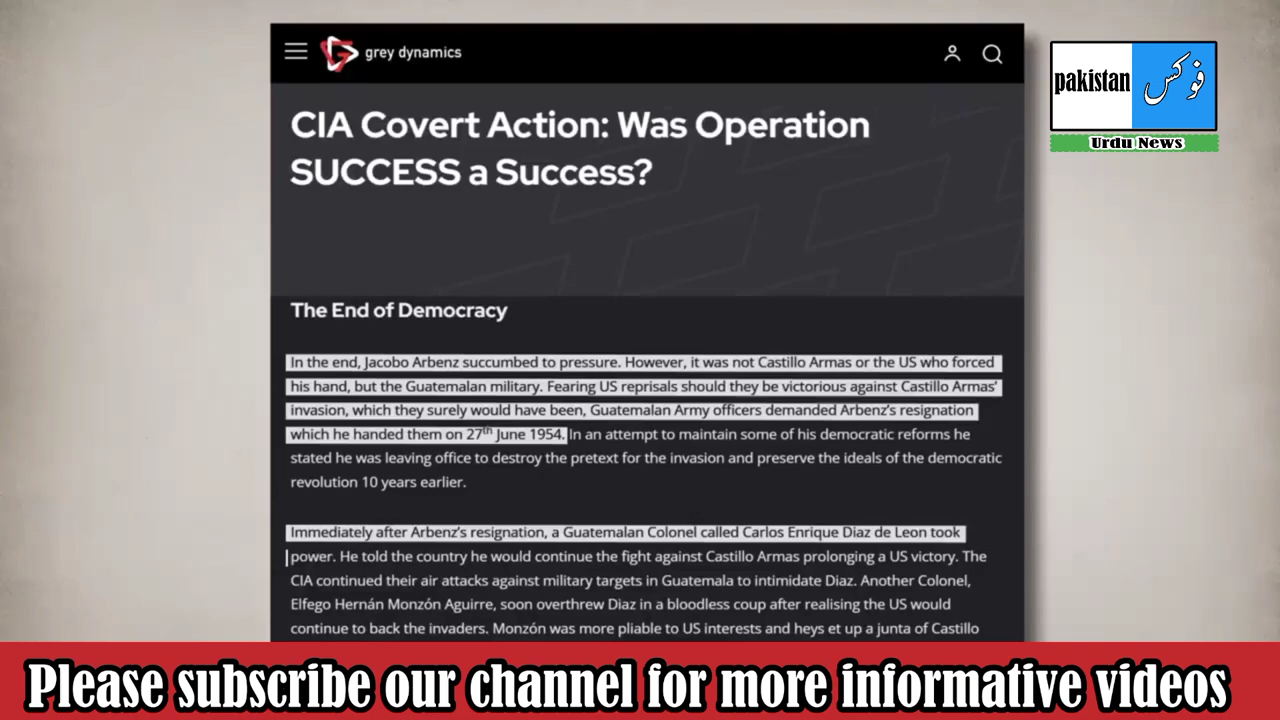 grey dynamics
pakistan
فوکس
Urdu News
CIA Covert Action: Was Operation
SUCCESS a Success?
The End of Democracy
In the end, Jacobo Arbenz succumbed to pressure. However, it was not Castillo Armas or the US who forced
his hand, but the Guatemalan military. Fearing US reprisals should they be victorious against Castillo Armas'
invasion, which they surely would have been, Guatemalan Army officers demanded Arbenz's resignation
which he handed them on 27th June 1954. In an attempt to maintain some of his democratic reforms he
stated he was leaving office to destroy the pretext for the invasion and preserve the ideals of the democratic
revolution 10 years earlier.
Immediately after Arbenz's resignation, a Guatemalan Colonel called Carlos Enrique Diaz de Leon took
power. He told the country he would continue the fight against Castillo Armas prolonging a US victory. The
CIA continued their air attacks against military targets in Guatemala to intimidate Diaz. Another Colonel,
Elfego Hernán Monzón Aguirre, soon overthrew Diaz in a bloodless coup after realising the US would
continue to back the invaders. Monzón was more pliable to US interests and heys et up a junta of Castillo
Please subscribe our channel for more informative videos